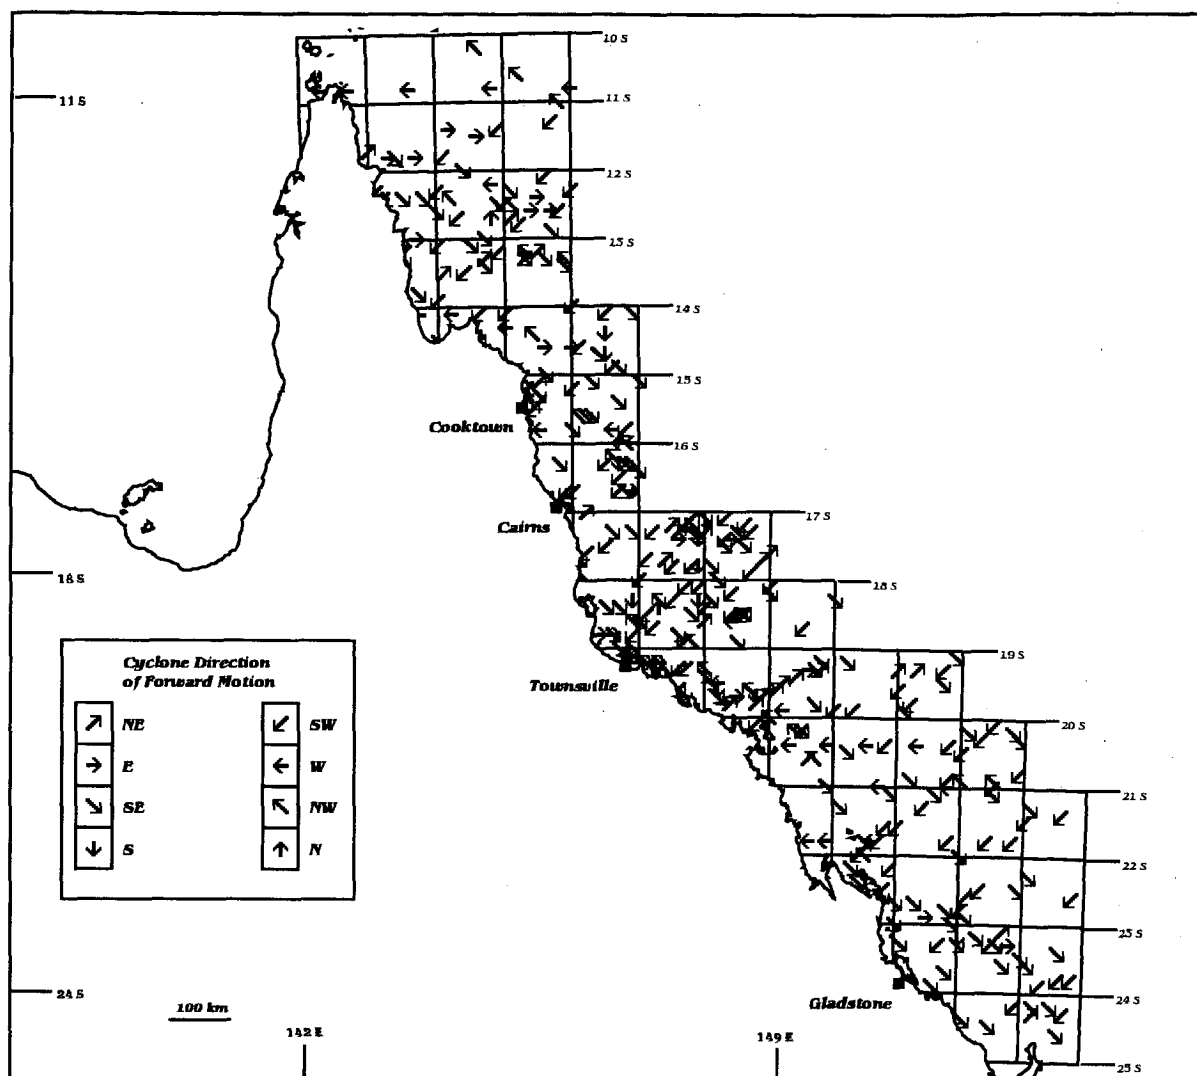 10 S
11 S
11 S
12 S
13 S
14 S
15 S
Cooktown
16 S
Cairns
17 S
18 S
18 S
Cyclone Direction
of Forward Motion
NE
SW
E
W
SE
NW
S
N
19 S
Townsville
20 S
21 S
22 S
23 S
24 S
24 S
Gladstone
100 km
142 E
149 E
25 S